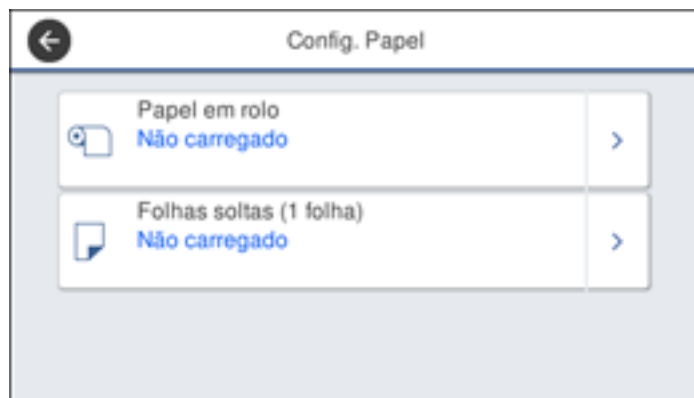 Config. Papel
Papel em rolo
Não carregado
Folhas soltas (1 folha)
Não carregado